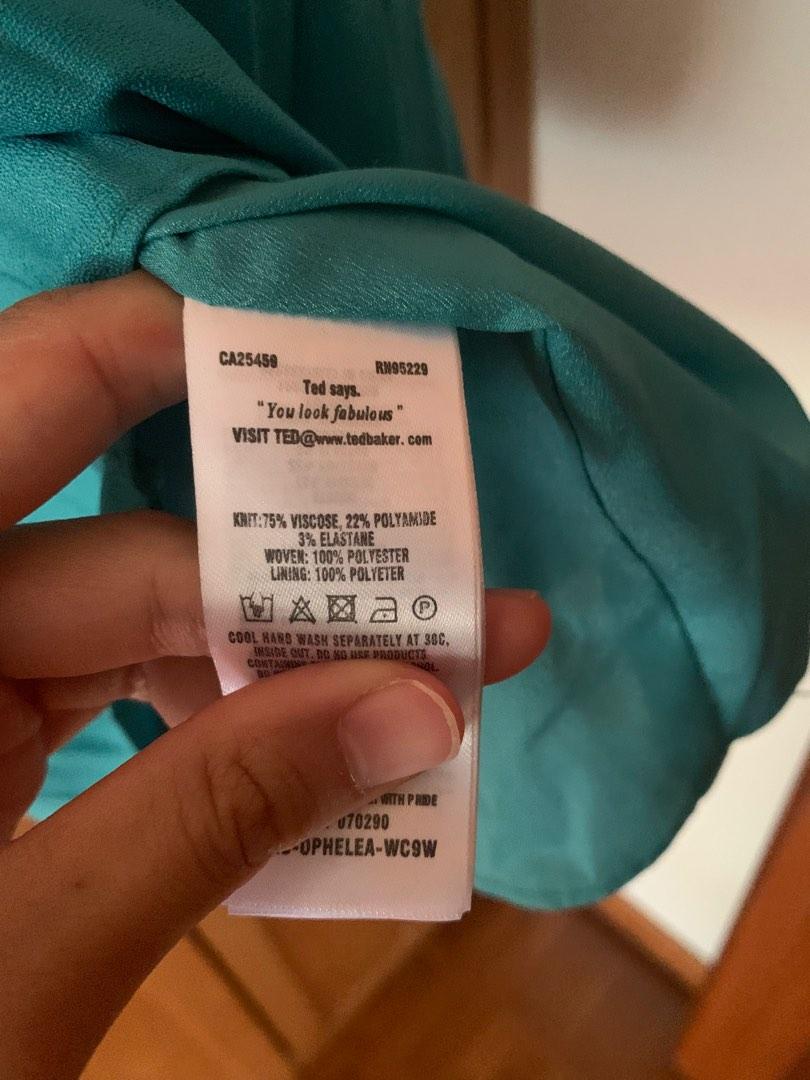 CA25459 RN95229
Ted says.
"You look fabulous"
VISIT TED@www.tedbaker. com
KNIT:75% VISCOSE, 22% POLYAMIDE
3% ELASTANE
WOVEN: 100% POLYESTER
LINING: 100% POLYETER
P
COOL HAND WASH SEPARATELY AT 30C,
INSIDE OUT. DO NO USE PRODUCTS
CONTAINING
WITH PRIDE
070290
-OPHELEA-WC9W